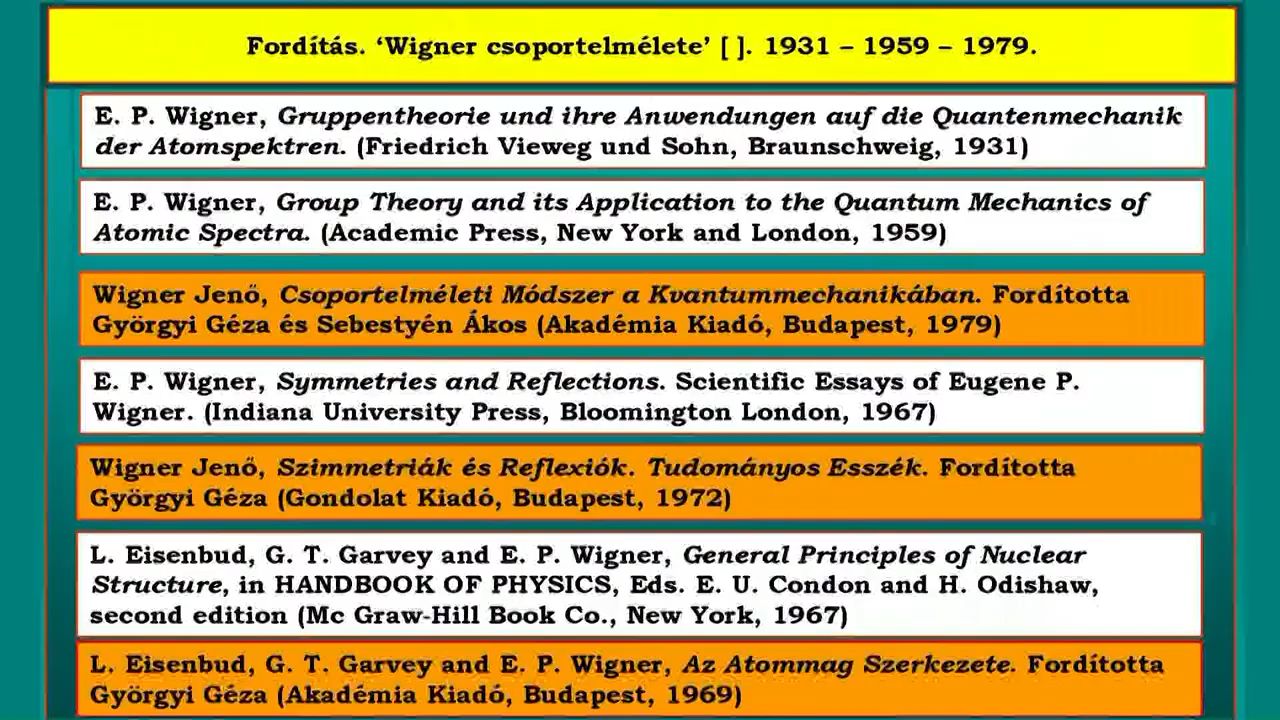 Fordítás. ‘Wigner csoportelmélete’ [ ]. 1931 – 1959 – 1979.
E. P. Wigner, Gruppentheorie und ihre Anwendungen auf die Quantenmechanik
der Atomspektren. (Friedrich Vieweg und Sohn, Braunschweig, 1931)
E. P. Wigner, Group Theory and its Application to the Quantum Mechanics of
Atomic Spectra. (Academic Press, New York and London, 1959)
Wigner Jenő, Csoportelméleti Módszer a Kvantummechanikában. Fordította
Györgyi Géza és Sebestyén Ákos (Akadémia Kiadó, Budapest, 1979)
E. P. Wigner, Symmetries and Reflections. Scientific Essays of Eugene P.
Wigner. (Indiana University Press, Bloomington London, 1967)
Wigner Jenő, Szimmetriák és Reflexiók. Tudományos Esszék. Fordította
Györgyi Géza (Gondolat Kiadó, Budapest, 1972)
L. Eisenbud, G. T. Garvey and E. P. Wigner, General Principles of Nuclear
Structure, in HANDBOOK OF PHYSICS, Eds. E. U. Condon and H. Odishaw,
second edition (Mc Graw-Hill Book Co., New York, 1967)
L. Eisenbud, G. T. Garvey and E. P. Wigner, Az Atommag Szerkezete. Fordította
Györgyi Géza (Akadémia Kiadó, Budapest, 1969)